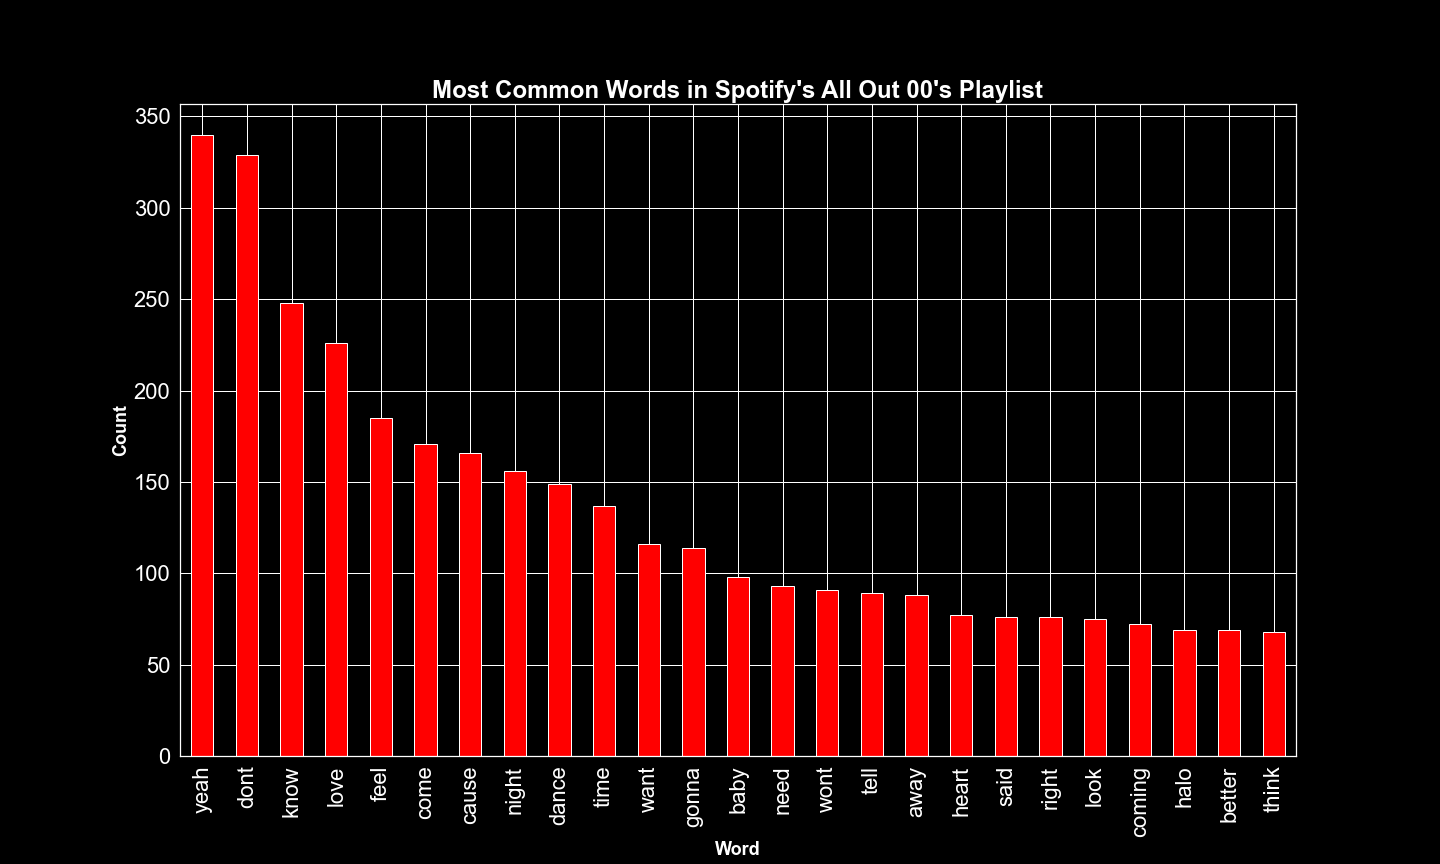 Most Common Words in Spotify's All Out 00's Playlist
350
300
250
200
150
100
50
0
Count
yeah
dont
know
love
feel
come
cause
night
dance
time
want
gonna
baby
need
wont
tell
away
heart
said
right
look
coming
halo
better
think
Word